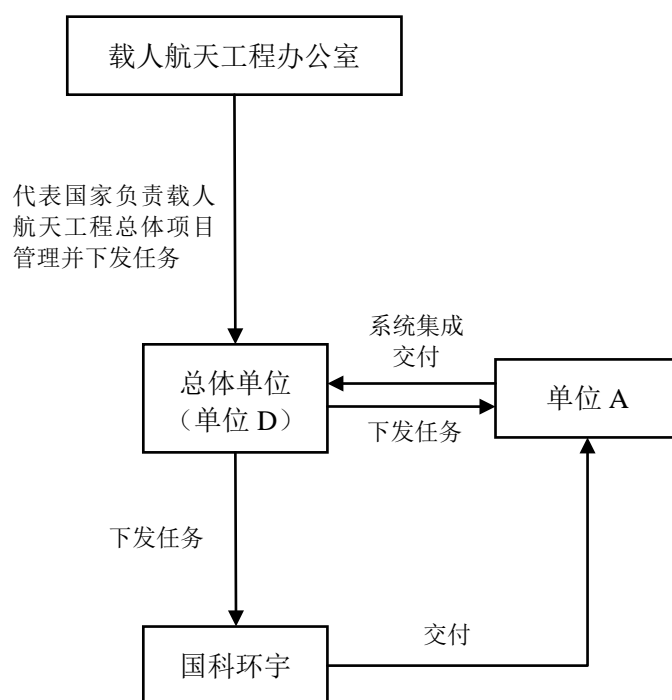 载人航天工程办公室
代表国家负责载人
航天工程总体项目
管理并下发任务
系统集成
交付
总体单位
（单位 D）
单位 A
下发任务
下发任务
交付
国科环宇